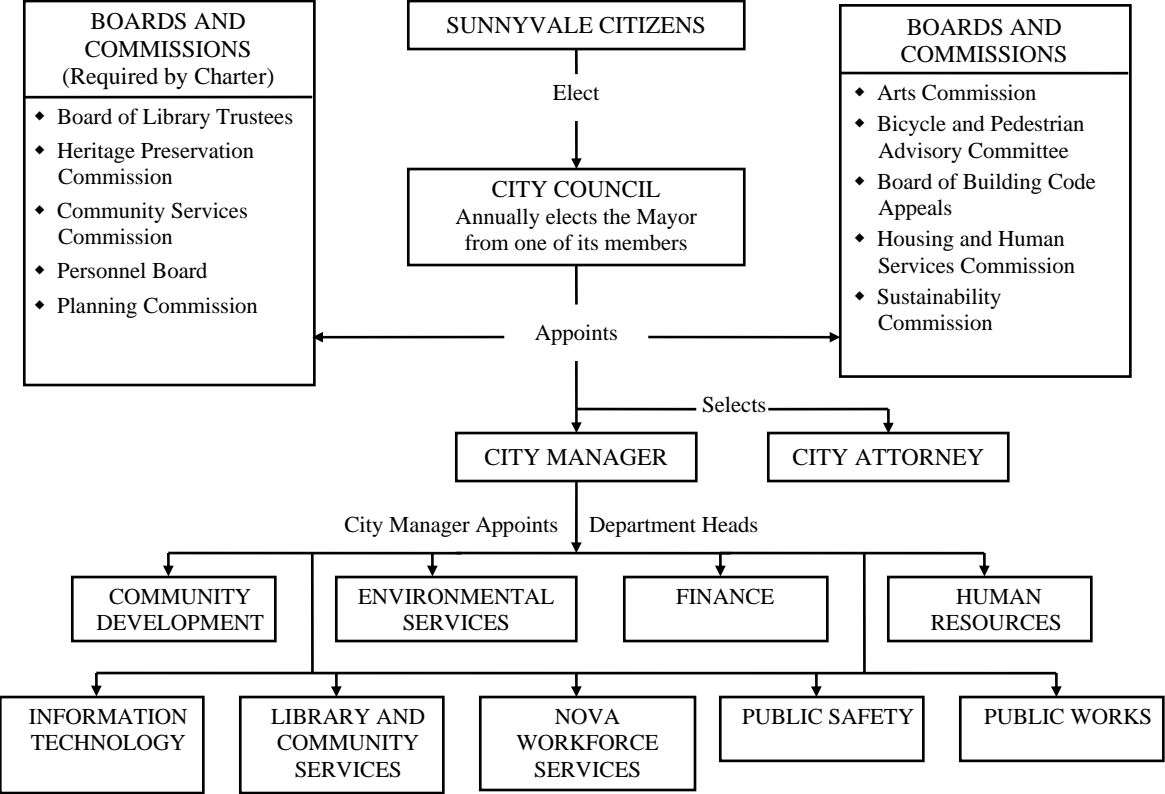 BOARDS AND
COMMISSIONS
(Required by Charter)
◆ Board of Library Trustees
◆ Heritage Preservation
Commission
◆ Community Services
Commission
◆ Personnel Board
◆ Planning Commission
SUNNYVALE CITIZENS
Elect
CITY COUNCIL
Annually elects the Mayor
from one of its members
BOARDS AND
COMMISSIONS
◆ Arts Commission
◆ Bicycle and Pedestrian
Advisory Committee
◆ Board of Building Code
Appeals
◆ Housing and Human
Services Commission
◆ Sustainability
Commission
Appoints
Selects
CITY MANAGER
CITY ATTORNEY
City Manager Appoints Department Heads
COMMUNITY
DEVELOPMENT
ENVIRONMENTAL
SERVICES
FINANCE
HUMAN
RESOURCES
INFORMATION
TECHNOLOGY
LIBRARY AND
COMMUNITY
SERVICES
NOVA
WORKFORCE
SERVICES
PUBLIC SAFETY
PUBLIC WORKS